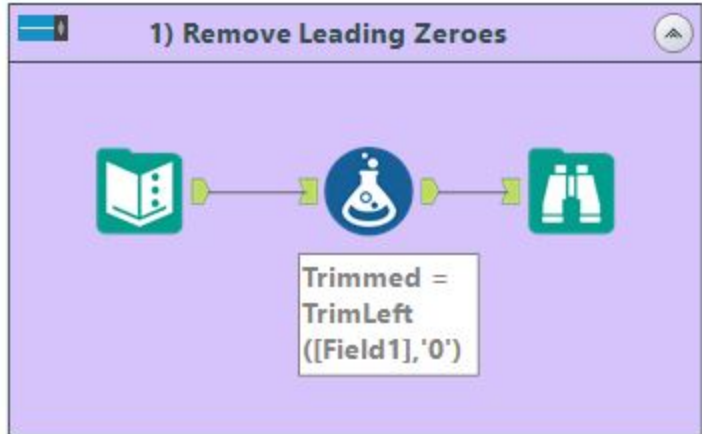 1) Remove Leading Zeroes
Trimmed =
TrimLeft
([Field1],'0')